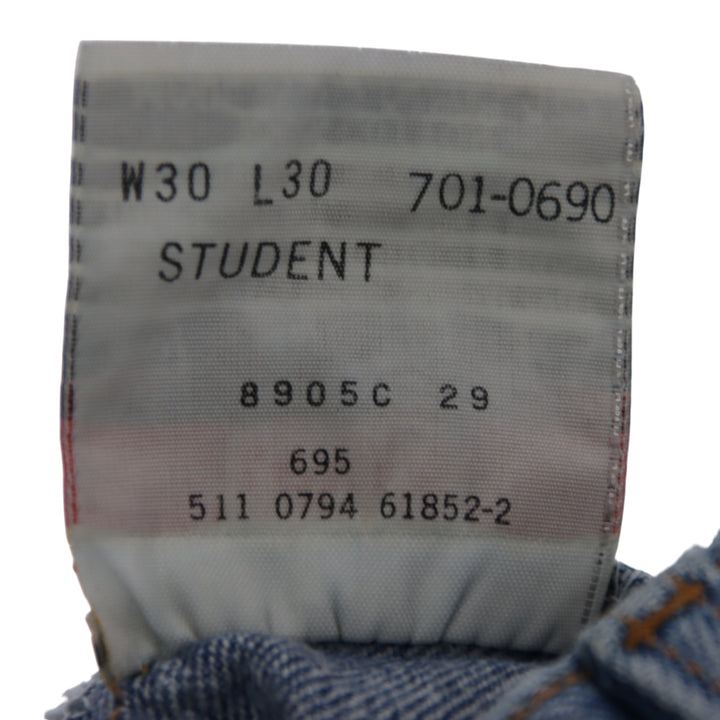 W30 L30 701-0690
STUDENT
8905C 29
695
511 0794 61852-2